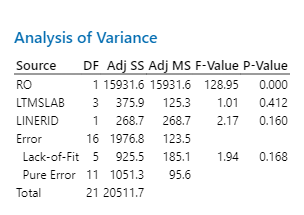 Analysis of Variance
Source DF Adj SS Adj MS F-Value P-Value
RO 1 15931.6 15931.6 128.95 0.000
LTMSLAB 3 375.9 125.3 1.01 0.412
LINERID 1 268.7 268.7 2.17 0.160
Error 16 1976.8 123.5
Lack-of-Fit 5 925.5 185.1 1.94 0.168
Pure Error 11 1051.3 95.6
Total 21 20511.7